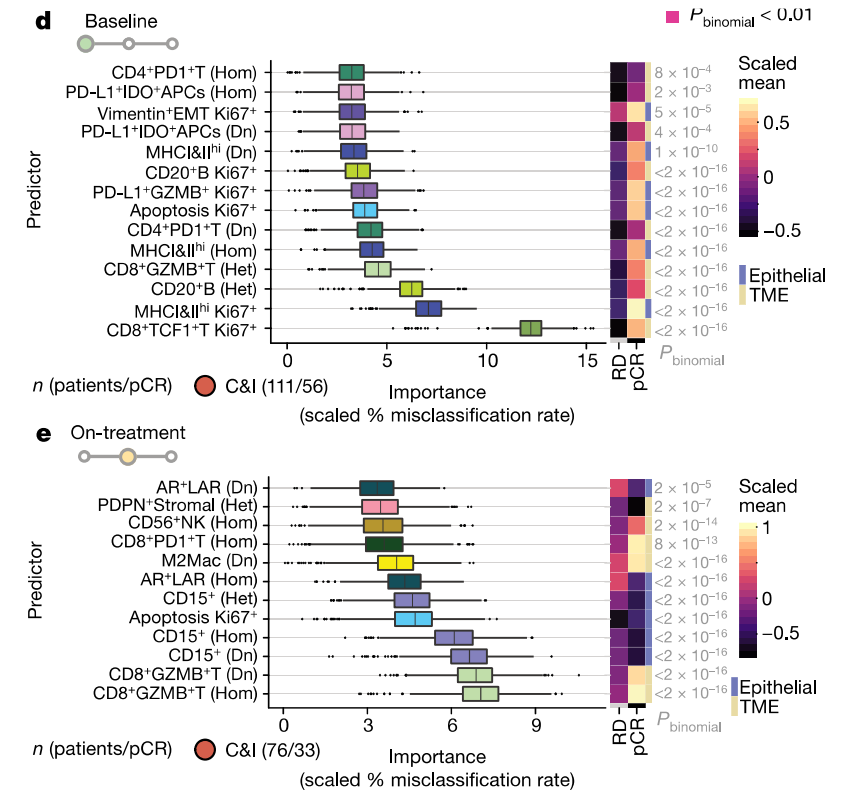 d
Baseline
P binomial < 0.01
Predictor
CD4⁺PD1⁺T (Hom)
PD-L1⁺IDO⁺APCs (Hom)
Vimentin⁺EMT Ki67⁺
PD-L1⁺IDO⁺APCs (Dn)
MHCI&IIʰⁱ (Dn)
CD20⁺B Ki67⁺
PD-L1⁺GZMB⁺ Ki67⁺
Apoptosis Ki67⁺
CD4⁺PD1⁺T (Dn)
MHCI&IIʰⁱ (Hom)
CD8⁺GZMB⁺T (Het)
CD20⁺B (Het)
MHCI&IIʰⁱ Ki67⁺
CD8⁺TCF1⁺T Ki67⁺
8 × 10⁻⁴
2 × 10⁻³
5 × 10⁻⁵
4 × 10⁻⁴
1 × 10⁻¹⁰
<2 × 10⁻¹⁶
<2 × 10⁻¹⁶
<2 × 10⁻¹⁶
<2 × 10⁻¹⁶
<2 × 10⁻¹⁶
<2 × 10⁻¹⁶
<2 × 10⁻¹⁶
<2 × 10⁻¹⁶
<2 × 10⁻¹⁶
Scaled
mean
0.5
0
−0.5
Epithelial
TME
0 5 10 15
RD
pCR
P binomial
n (patients/pCR) C&I (111/56)
Importance
(scaled % misclassification rate)
e
On-treatment
Predictor
AR⁺LAR (Dn)
PDPN⁺Stromal (Het)
CD56⁺NK (Hom)
CD8⁺PD1⁺T (Hom)
M2Mac (Dn)
AR⁺LAR (Hom)
CD15⁺ (Het)
Apoptosis Ki67⁺
CD15⁺ (Hom)
CD15⁺ (Dn)
CD8⁺GZMB⁺T (Dn)
CD8⁺GZMB⁺T (Hom)
2 × 10⁻⁵
2 × 10⁻⁷
2 × 10⁻¹⁴
8 × 10⁻¹³
<2 × 10⁻¹⁶
<2 × 10⁻¹⁶
<2 × 10⁻¹⁶
<2 × 10⁻¹⁶
<2 × 10⁻¹⁶
<2 × 10⁻¹⁶
<2 × 10⁻¹⁶
<2 × 10⁻¹⁶
Scaled
mean
1
0
−0.5
Epithelial
TME
0 3 6 9
RD
pCR
P binomial
n (patients/pCR) C&I (76/33)
Importance
(scaled % misclassification rate)